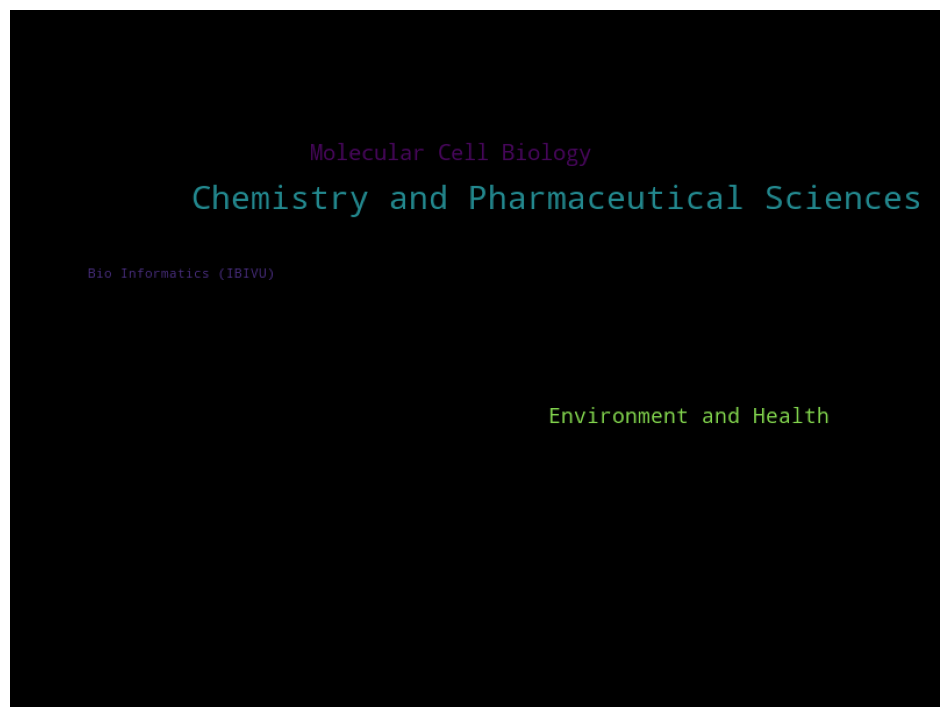 Molecular Cell Biology
Chemistry and Pharmaceutical Sciences
Bio Informatics (IBIVU)
Environment and Health